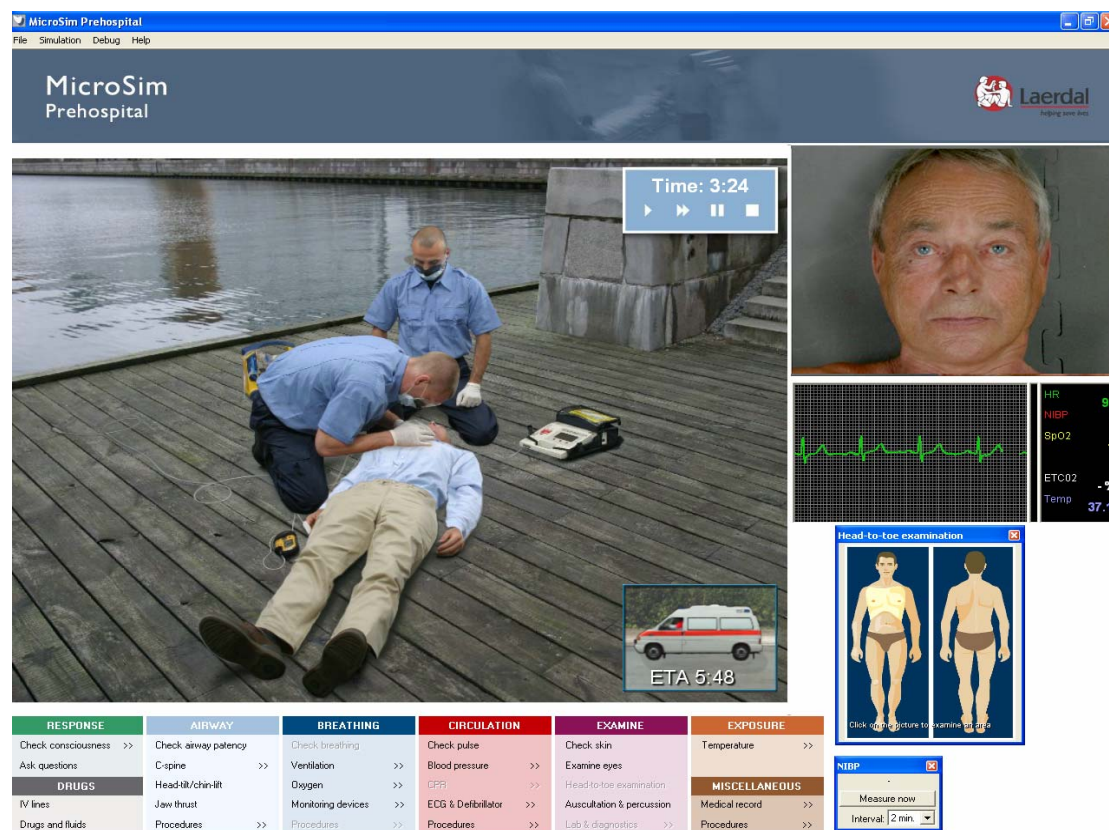 MicroSim Prehospital
File Simulation Debug Help
MicroSim
Prehospital
Laerdal
helping save lives
Time: 3:24
HR
NIBP
SpO2
ETCO2
Temp
ETA 5:48
Head-to-toe examination
Click on the picture to examine an area
NIBP
-
Measure now
Interval: 2 min.
RESPONSE
Check consciousness >>
Ask questions
DRUGS
IV lines
Drugs and fluids
AIRWAY
Check airway patency
C-spine >>
Head-tilt/chin-lift
Jaw thrust
Procedures >>
BREATHING
Check breathing
Ventilation >>
Oxygen >>
Monitoring devices >>
Procedures >>
CIRCULATION
Check pulse
Blood pressure >>
CPR >>
ECG & Defibrillator >>
Procedures >>
EXAMINE
Check skin
Examine eyes
Head-to-toe examination
Auscultation & percussion
Lab & diagnostics >>
EXPOSURE
Temperature >>
MISCELLANEOUS
Medical record >>
Procedures >>